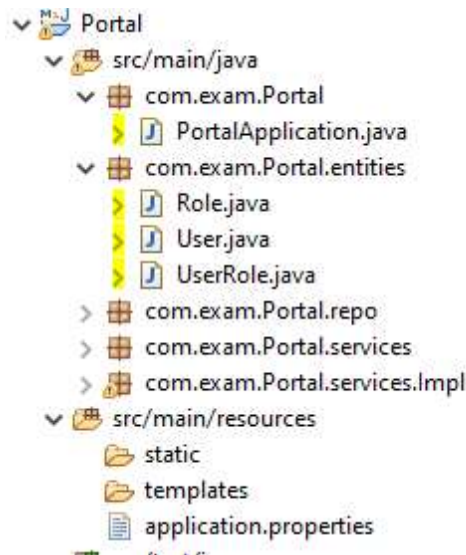 Portal
src/main/java
com.exam.Portal
PortalApplication.java
com.exam.Portal.entities
Role.java
User.java
UserRole.java
com.exam.Portal.repo
com.exam.Portal.services
com.exam.Portal.services.Impl
src/main/resources
static
templates
application.properties